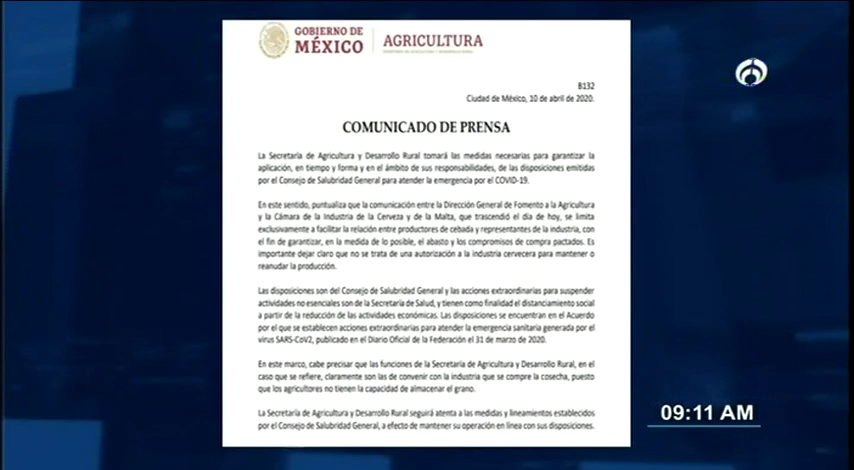 GOBIERNO DE
MÉXICO
AGRICULTURA
SECRETARÍA DE AGRICULTURA Y DESARROLLO RURAL
B132
Ciudad de México, 10 de abril de 2020.
COMUNICADO DE PRENSA
La Secretaría de Agricultura y Desarrollo Rural tomará las medidas necesarias para garantizar la
aplicación, en tiempo y forma y en el ámbito de sus responsabilidades, de las disposiciones emitidas
por el Consejo de Salubridad General para atender la emergencia por el COVID-19.
En este sentido, puntualiza que la comunicación entre la Dirección General de Fomento a la Agricultura
y la Cámara de la Industria de la Cerveza y de la Malta, que trascendió el día de hoy, se limita
exclusivamente a facilitar la relación entre productores de cebada y representantes de la industria, con
el fin de garantizar, en la medida de lo posible, el abasto y los compromisos de compra pactados. Es
importante dejar claro que no se trata de una autorización a la industria cervecera para mantener o
reanudar la producción.
Las disposiciones son del Consejo de Salubridad General y las acciones extraordinarias para suspender
actividades no esenciales son de la Secretaría de Salud, y tienen como finalidad el distanciamiento social
a partir de la reducción de las actividades económicas. Las disposiciones se encuentran en el Acuerdo
por el que se establecen acciones extraordinarias para atender la emergencia sanitaria generada por el
virus SARS-CoV2, publicado en el Diario Oficial de la Federación el 31 de marzo de 2020.
En este marco, cabe precisar que las funciones de la Secretaría de Agricultura y Desarrollo Rural, en el
caso que se refiere, claramente son las de convenir con la industria se compre la cosecha, puesto
que los agricultores no tienen la capacidad de almacenar el grano.
La Secretaría de Agricultura y Desarrollo Rural seguirá atenta a las medidas y lineamientos establecidos
por el Consejo de Salubridad General, a efecto de mantener su operación en línea con sus disposiciones.
09:11 AM